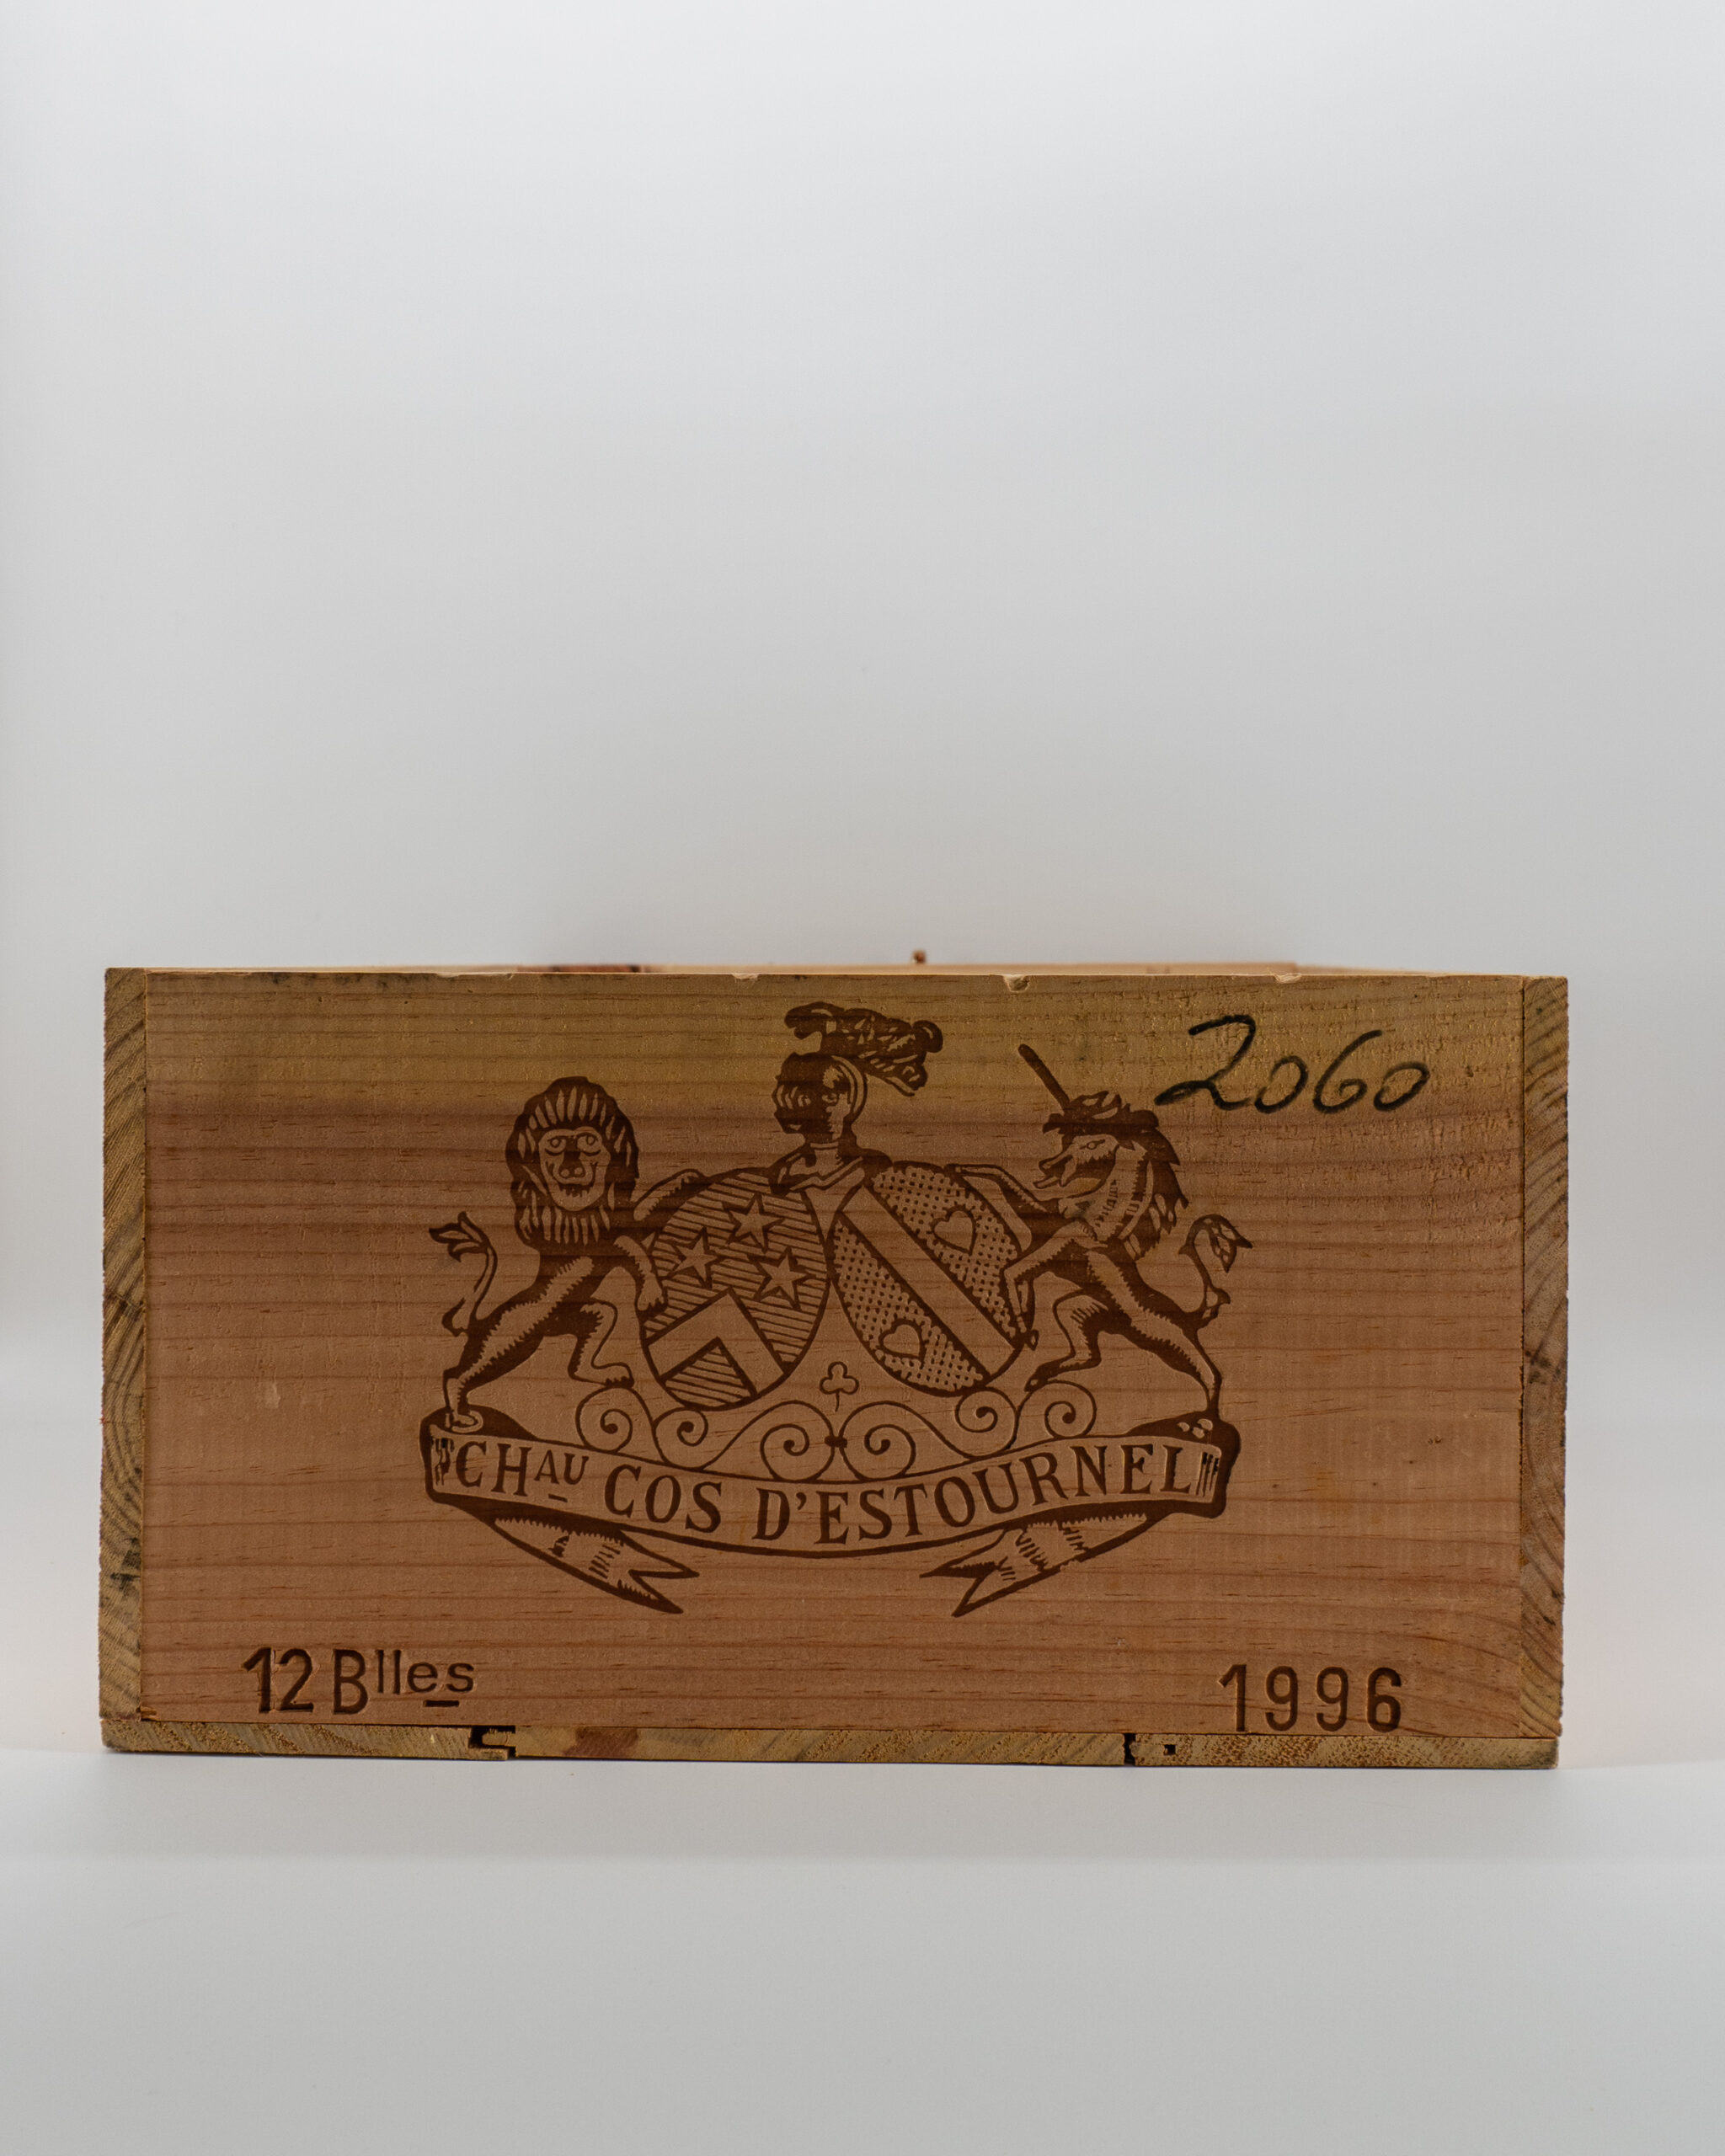 2060
CHAU COS D'ESTOURNEL
12 Blles
1996